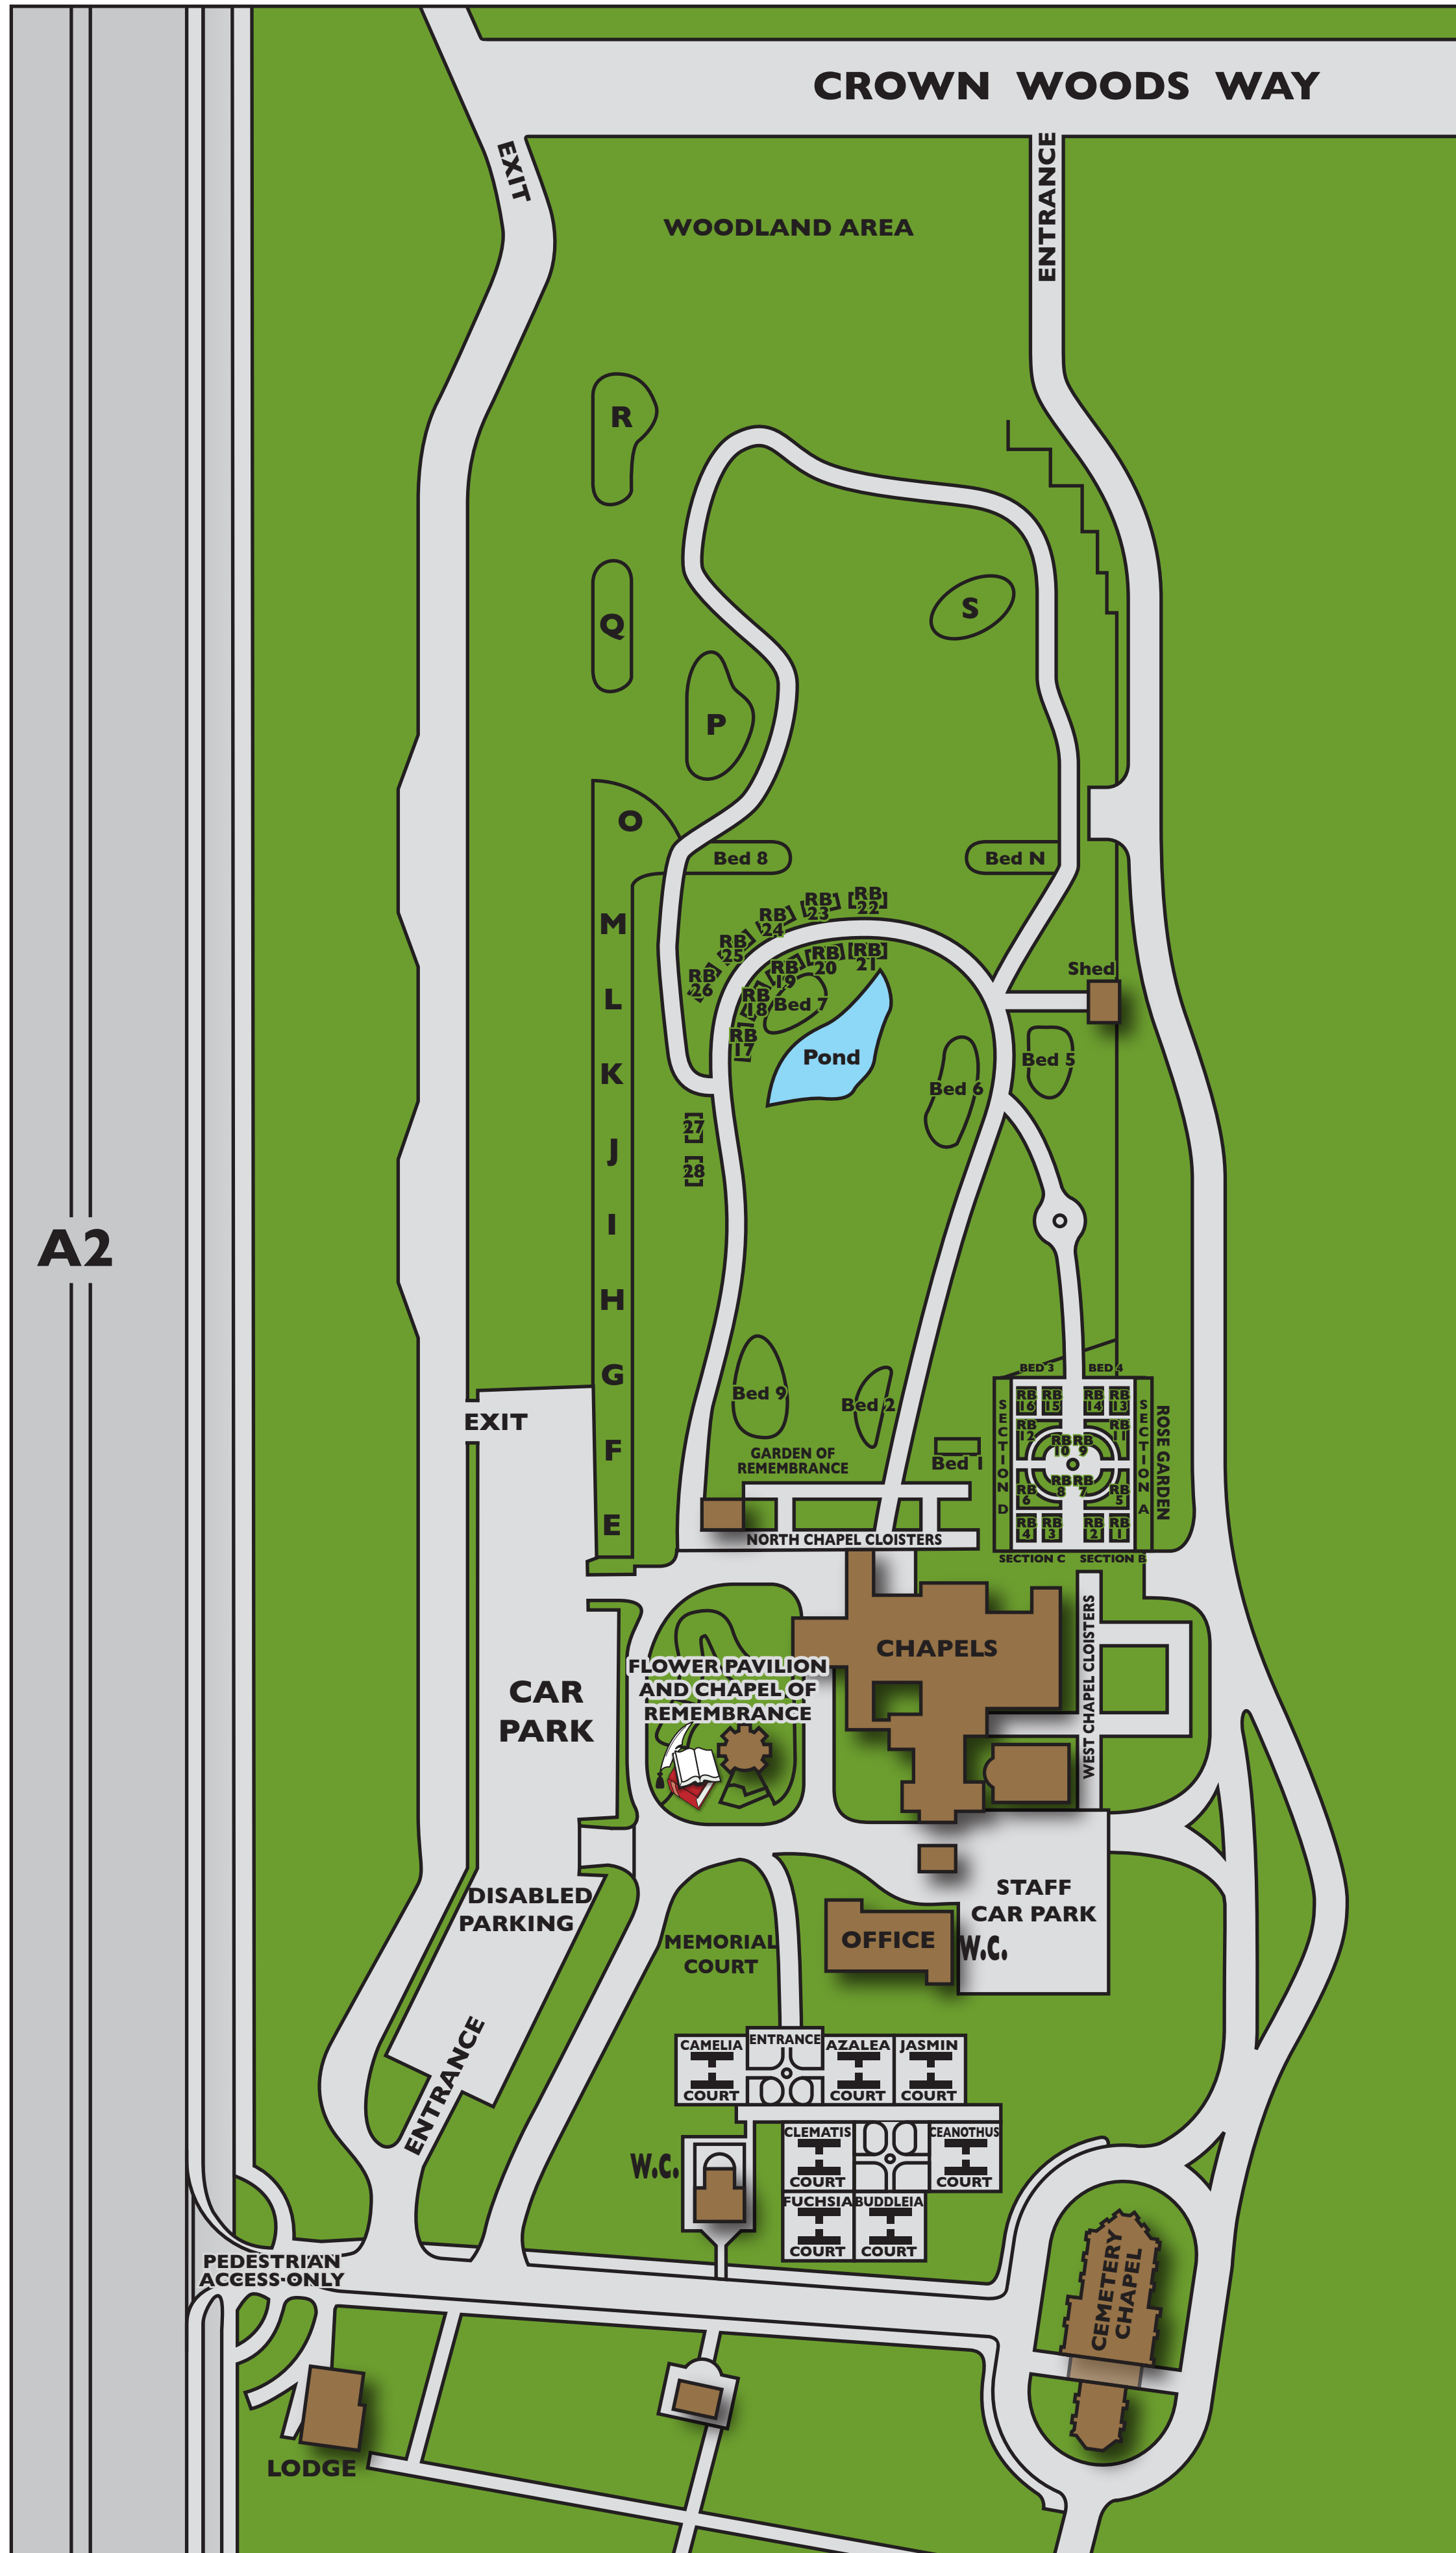 CROWN WOODS WAY
EXIT
ENTRANCE
WOODLAND AREA
R
S
Q
P
O
Bed 8
Bed N
M
RB
22
RB
23
RB
24
RB
25
RB
26
RB
21
RB
20
RB
19
RB
18
RB
17
Bed 7
Shed
L
Pond
Bed 5
Bed 6
K
27
J
28
I
A2
H
G
Bed 9
Bed 2
EXIT
F
GARDEN OF
REMEMBRANCE
Bed 1
BED 3
BED 4
SECTION D
SECTION A
ROSE GARDEN
RB
16
RB
15
RB
14
RB
13
RB
12
RB
11
RB
10
RB
9
RB
8
RB
7
RB
6
RB
5
RB
4
RB
3
RB
2
RB
1
SECTION C
SECTION B
E
NORTH CHAPEL CLOISTERS
CHAPELS
WEST CHAPEL CLOISTERS
FLOWER PAVILION
AND CHAPEL OF
REMEMBRANCE
CAR
PARK
DISABLED
PARKING
STAFF
CAR PARK
OFFICE
W.C.
MEMORIAL
COURT
ENTRANCE
CAMELIA
COURT
ENTRANCE
AZALEA
COURT
JASMIN
COURT
CLEMATIS
COURT
CEANOTHUS
COURT
W.C.
FUCHSIA
COURT
BUDDLEIA
COURT
PEDESTRIAN
ACCESS-ONLY
CEMETERY
CHAPEL
LODGE